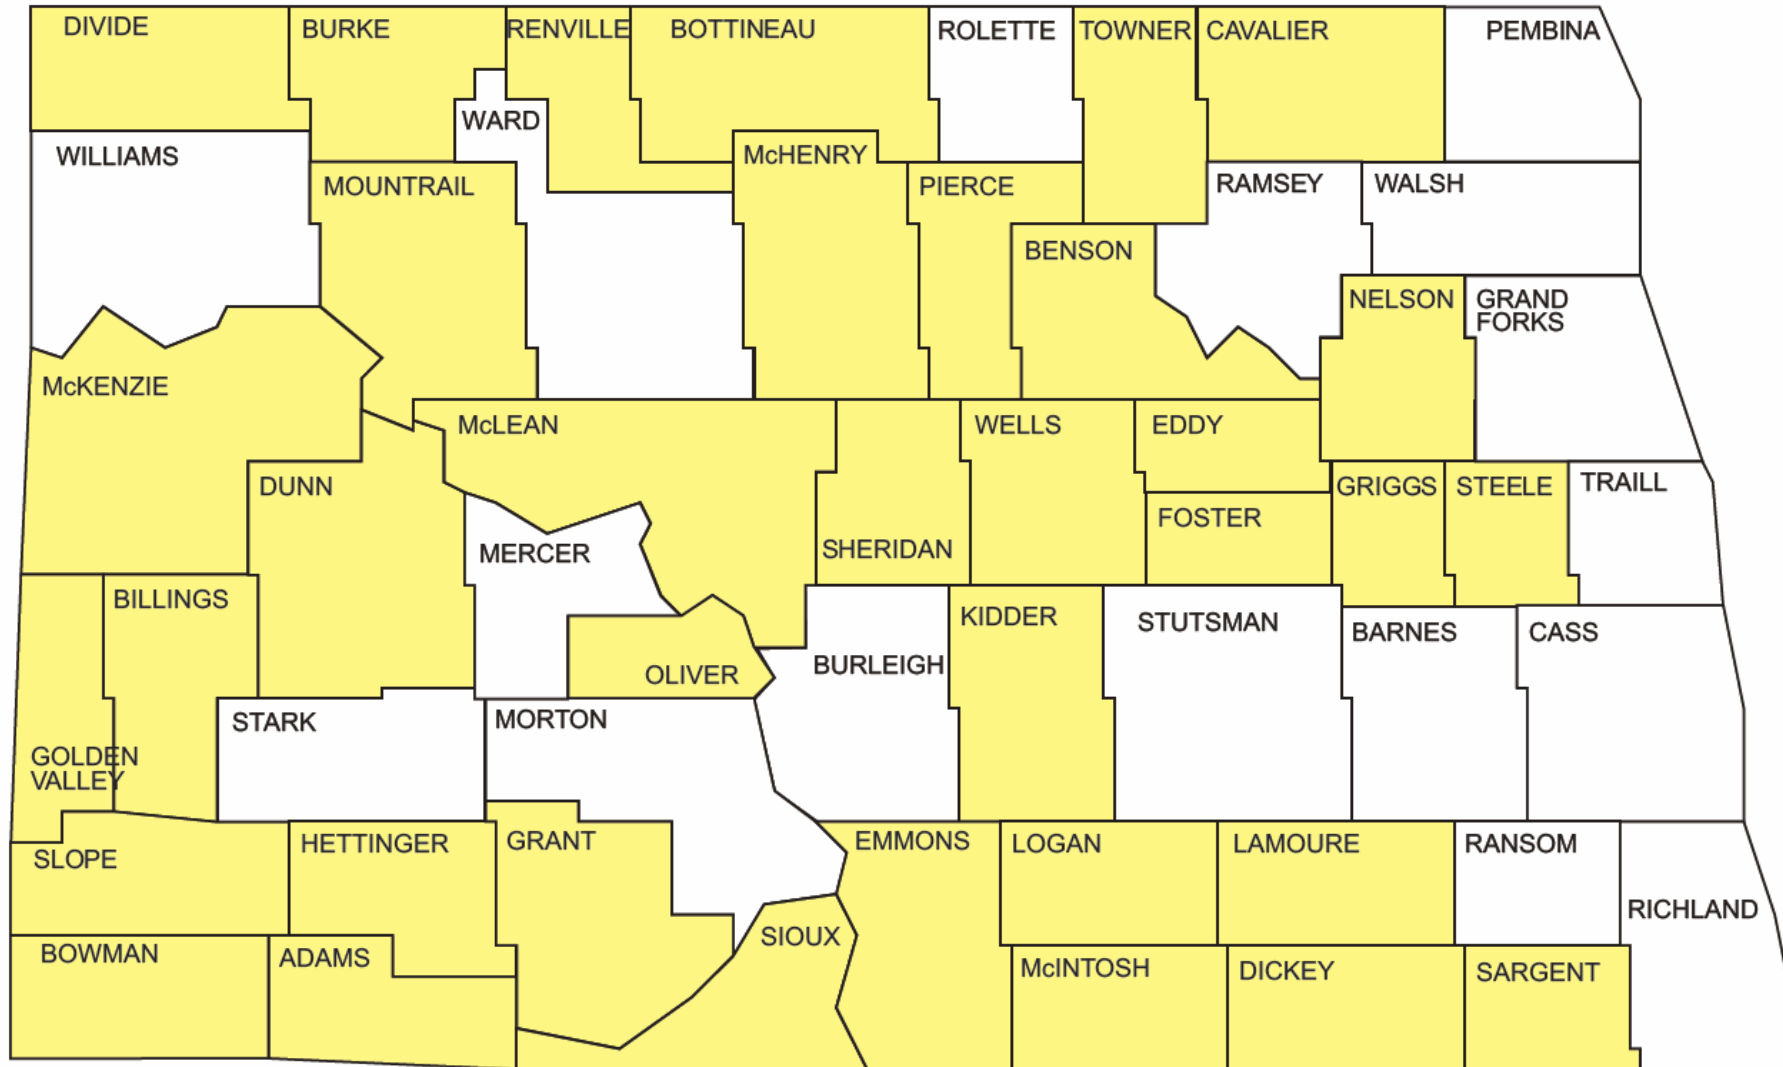 DIVIDE
BURKE
RENVILLE
BOTTINEAU
ROLETTE
TOWNER
CAVALIER
PEMBINA
WARD
WILLIAMS
McHENRY
MOUNTRAIL
PIERCE
RAMSEY
WALSH
BENSON
NELSON
GRAND
FORKS
McKENZIE
McLEAN
WELLS
EDDY
DUNN
GRIGGS
STEELE
TRAILL
FOSTER
MERCER
SHERIDAN
BILLINGS
KIDDER
STUTSMAN
BARNES
CASS
BURLEIGH
OLIVER
STARK
MORTON
GOLDEN
VALLEY
SLOPE
HETTINGER
GRANT
EMMONS
LOGAN
LAMOURE
RANSOM
RICHLAND
SIOUX
BOWMAN
ADAMS
McINTOSH
DICKEY
SARGENT